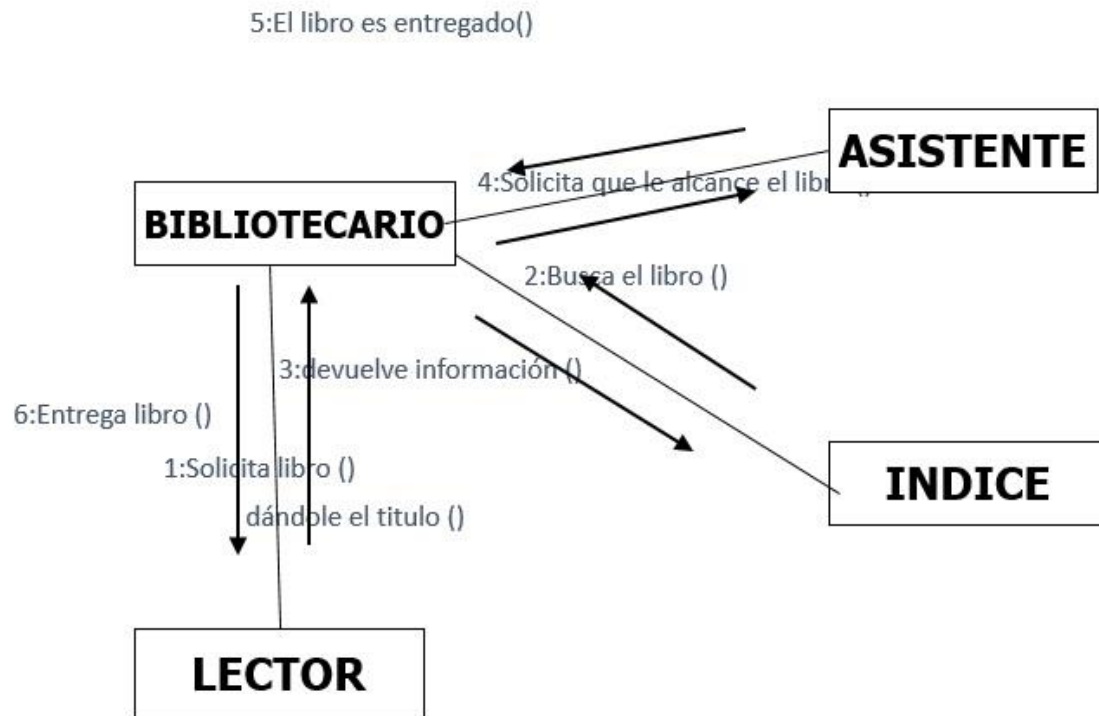 5:El libro es entregado()
ASISTENTE
4:Solicita que le alcance el libro ()
BIBLIOTECARIO
2:Busca el libro ()
3:devuelve información ()
6:Entrega libro ()
1:Solicita libro ()
INDICE
dándole el titulo ()
LECTOR